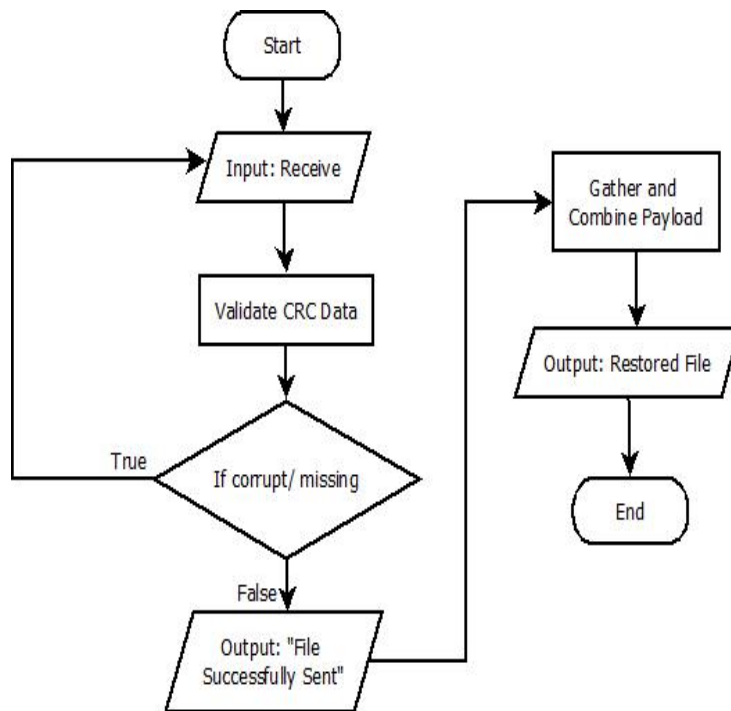 Start
Input: Receive
Validate CRC Data
If corrupt/ missing
True
False
Output: "File
Successfully Sent"
Gather and
Combine Payload
Output: Restored File
End